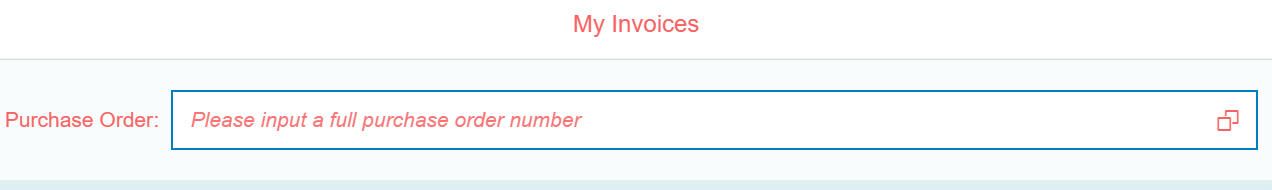 My Invoices
Purchase Order: Please input a full purchase order number